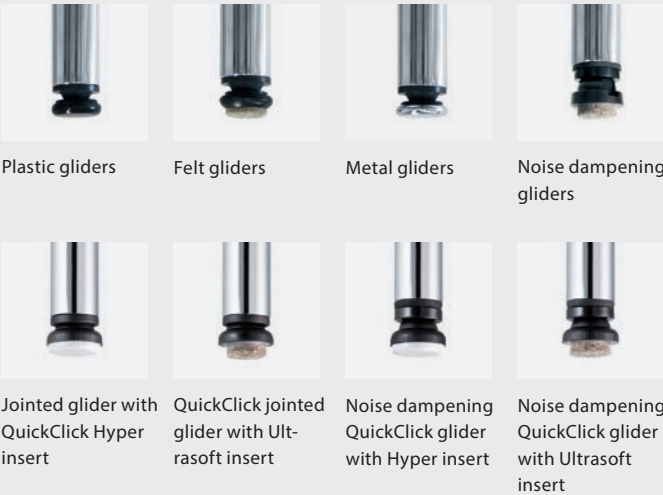 Plastic gliders
Felt gliders
Metal gliders
Noise dampening
gliders
Jointed glider with
QuickClick Hyper
insert
QuickClick jointed
glider with Ult-
rasoft insert
Noise dampening
QuickClick glider
with Hyper insert
Noise dampening
QuickClick glider
with Ultrasoft
insert